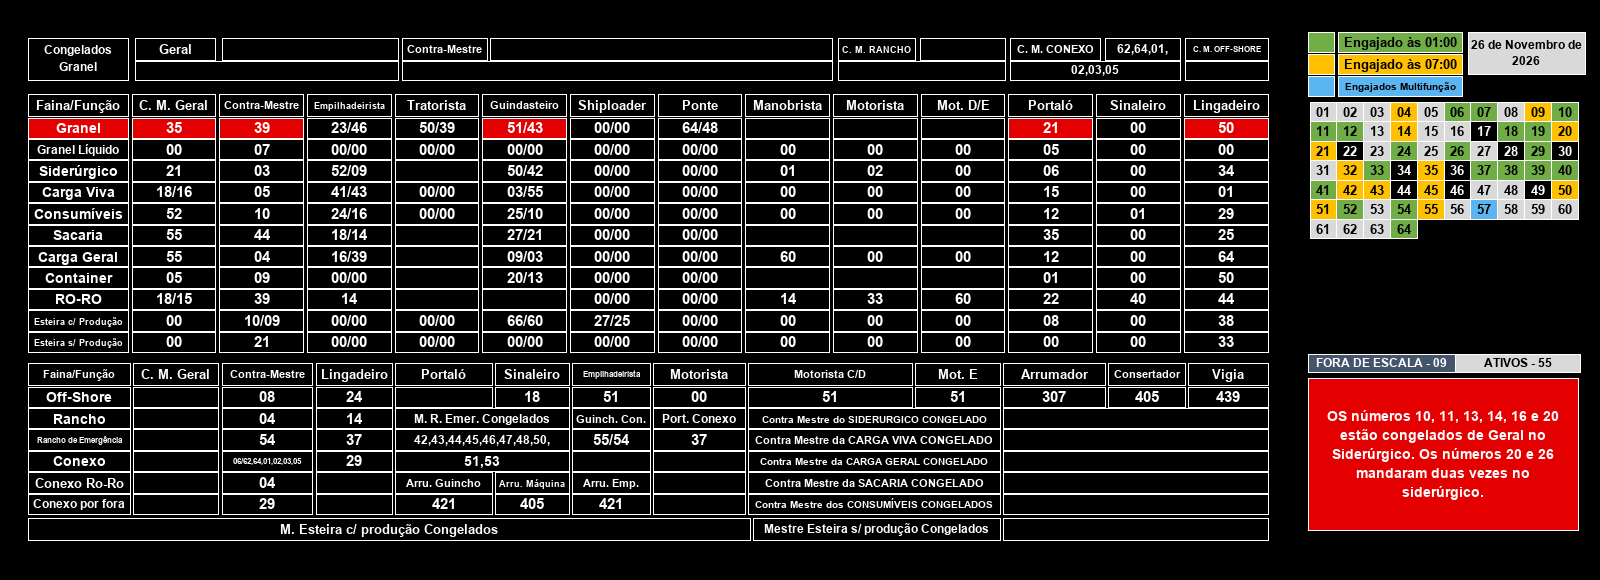 Congelados Granel Geral Contra-Mestre C. M. RANCHO C. M. CONEXO 62,64,01, C. M. OFF-SHORE
02,03,05
Faina/Função C. M. Geral Contra-Mestre Empilhadeirista Tratorista Guindasteiro Shiploader Ponte Manobrista Motorista Mot. D/E Portaló Sinaleiro Lingadeiro
Granel 35 39 23/46 50/39 51/43 00/00 64/48 21 00 50
Granel Líquido 00 07 00/00 00/00 00/00 00/00 00/00 00 00 00 05 00 00
Siderúrgico 21 03 52/09 50/42 00/00 00/00 01 02 00 06 00 34
Carga Viva 18/16 05 41/43 00/00 03/55 00/00 00/00 00 00 00 15 00 01
Consumíveis 52 10 24/16 00/00 25/10 00/00 00/00 00 00 00 12 01 29
Sacaria 55 44 18/14 27/21 00/00 00/00 35 00 25
Carga Geral 55 04 16/39 09/03 00/00 00/00 60 00 00 12 00 64
Container 05 09 00/00 20/13 00/00 00/00 01 00 50
RO-RO 18/15 39 14 00/00 00/00 14 33 60 22 40 44
Esteira c/ Produção 00 10/09 00/00 00/00 66/60 27/25 00/00 00 00 00 08 00 38
Esteira s/ Produção 00 21 00/00 00/00 00/00 00/00 00/00 00 00 00 00 00 33
Faina/Função C. M. Geral Contra-Mestre Lingadeiro Portaló Sinaleiro Empilhadeirista Motorista Motorista C/D Mot. E Arrumador Consertador Vigia
Off-Shore 08 24 18 51 00 51 51 307 405 439
Rancho 04 14 M. R. Emer. Congelados Guinch. Con. Port. Conexo Contra Mestre do SIDERURGICO CONGELADO
Rancho de Emergência 54 37 42,43,44,45,46,47,48,50, 55/54 37 Contra Mestre da CARGA VIVA CONGELADO
Conexo 06/62,64,01,02,03,05 29 51,53 Contra Mestre da CARGA GERAL CONGELADO
Conexo Ro-Ro 04 Arru. Guincho Arru. Máquina Arru. Emp. Contra Mestre da SACARIA CONGELADO
Conexo por fora 29 421 405 421 Contra Mestre dos CONSUMÍVEIS CONGELADOS
M. Esteira c/ produção Congelados Mestre Esteira s/ produção Congelados
Engajado às 01:00
Engajado às 07:00
Engajados Multifunção
26 de Novembro de
2026
01 02 03 04 05 06 07 08 09 10
11 12 13 14 15 16 17 18 19 20
21 22 23 24 25 26 27 28 29 30
31 32 33 34 35 36 37 38 39 40
41 42 43 44 45 46 47 48 49 50
51 52 53 54 55 56 57 58 59 60
61 62 63 64
FORA DE ESCALA - 09 ATIVOS - 55
OS números 10, 11, 13, 14, 16 e 20
estão congelados de Geral no
Siderúrgico. Os números 20 e 26
mandaram duas vezes no
siderúrgico.